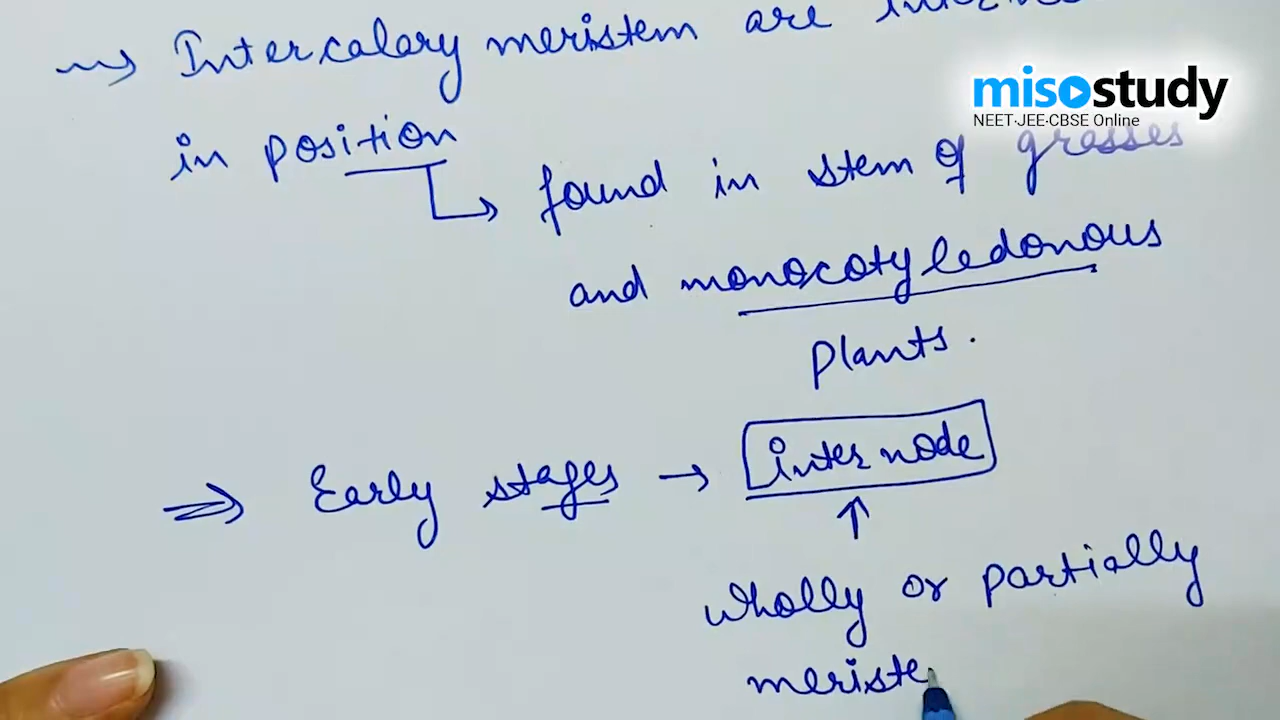 Intercalary meristem are
misostudy
NEET·JEE·CBSE Online
in position
found in stem of grasses
and monocotyledonous
plants.
Early stages → internode
wholly or partially
meriste